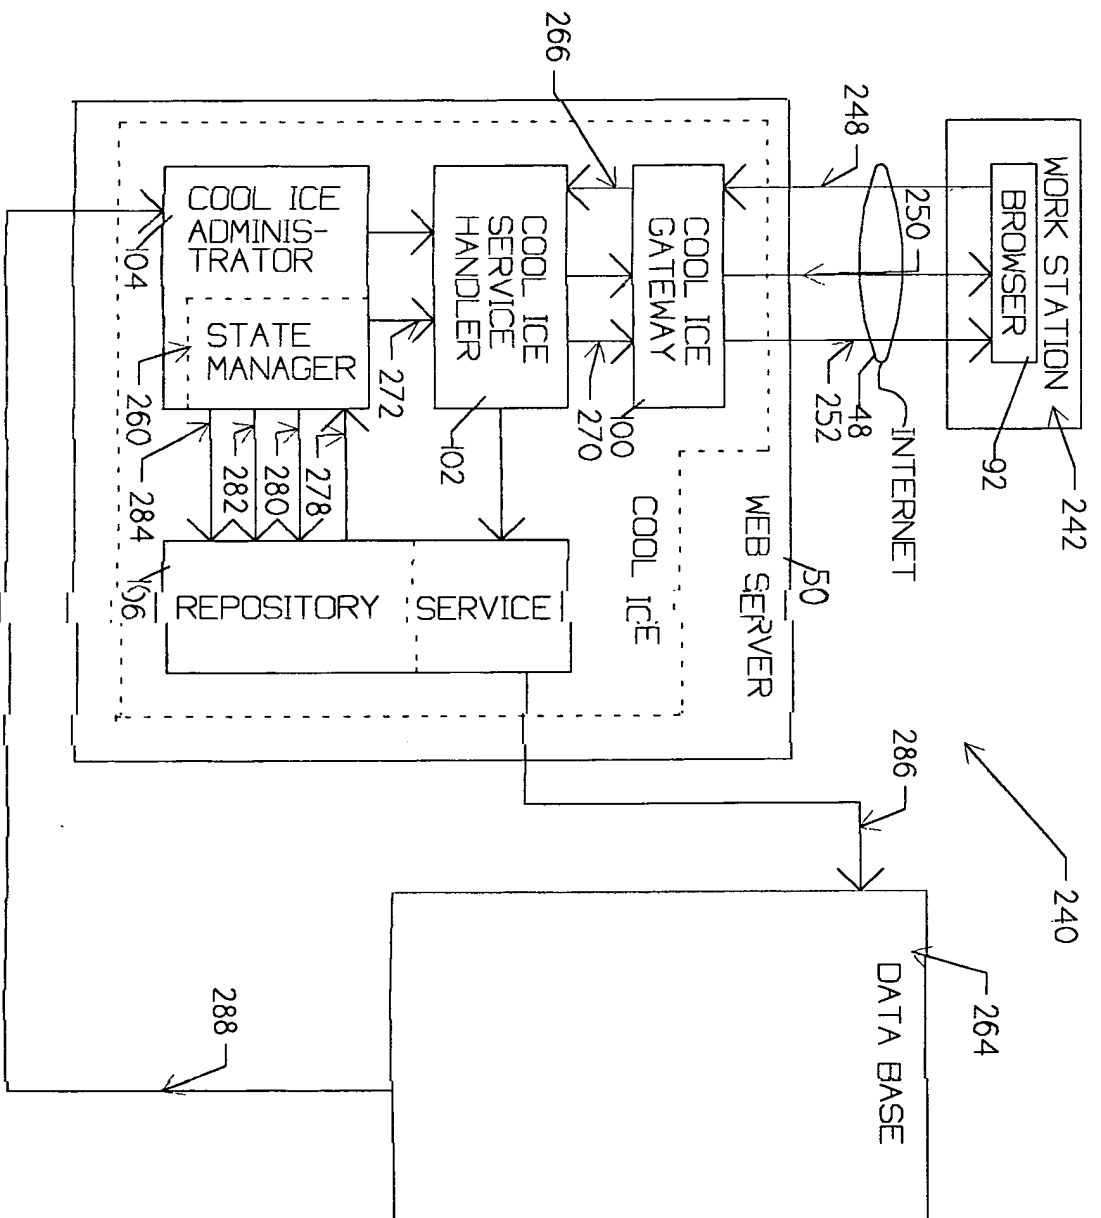 240
242
WORK STATION
BROWSER
92
INTERNET
48
248
250
252
50
WEB SERVER
COOL ICE
COOL ICE
GATEWAY
100
266
270
COOL ICE
SERVICE
HANDLER
102
272
COOL ICE
ADMINIS-
TRATOR
104
STATE
MANAGER
260
284
282
280
278
REPOSITORY
SERVICE
106
286
264
DATA BASE
288